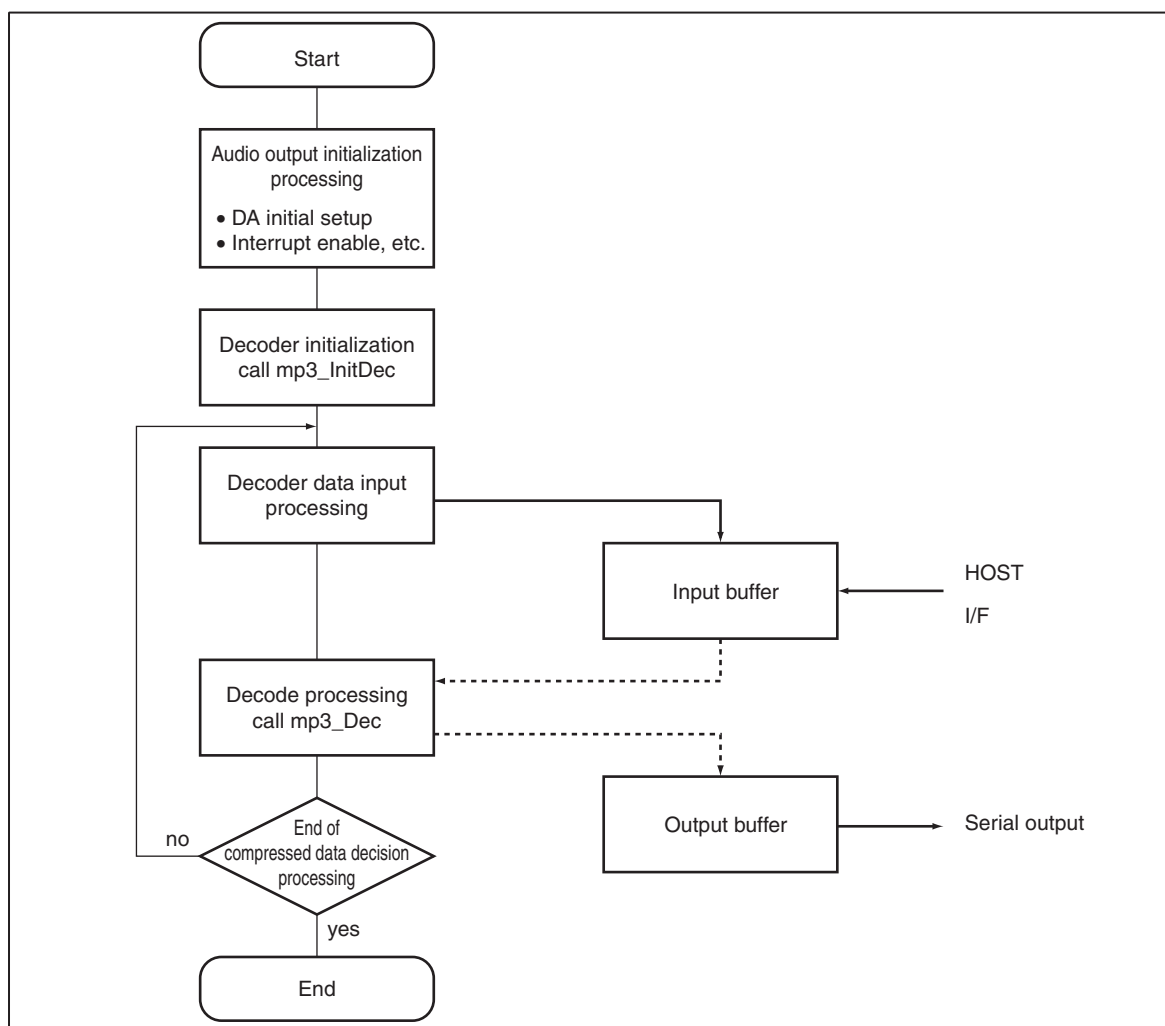 Start
Audio output initialization
processing
• DA initial setup
• Interrupt enable, etc.
Decoder initialization
call mp3_InitDec
Decoder data input
processing
Input buffer
HOST
I/F
Decode processing
call mp3_Dec
Output buffer
Serial output
End of
compressed data decision
processing
no
yes
End